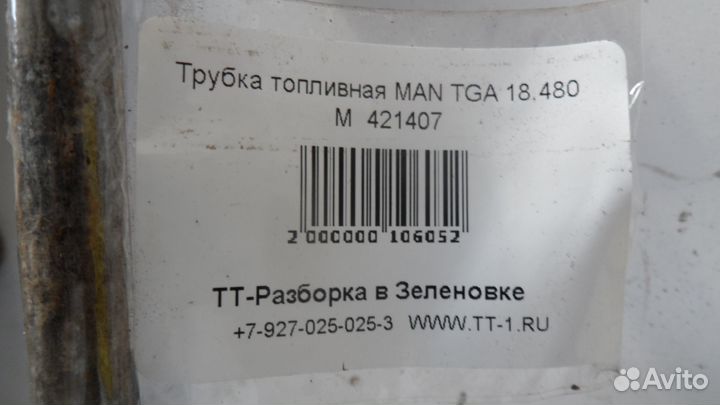 Трубка топливная MAN TGA 18.480
М 421407
2 000000 106052
ТТ-Разборка в Зеленовке
+7-927-025-025-3 WWW.TT-1.RU
Avito